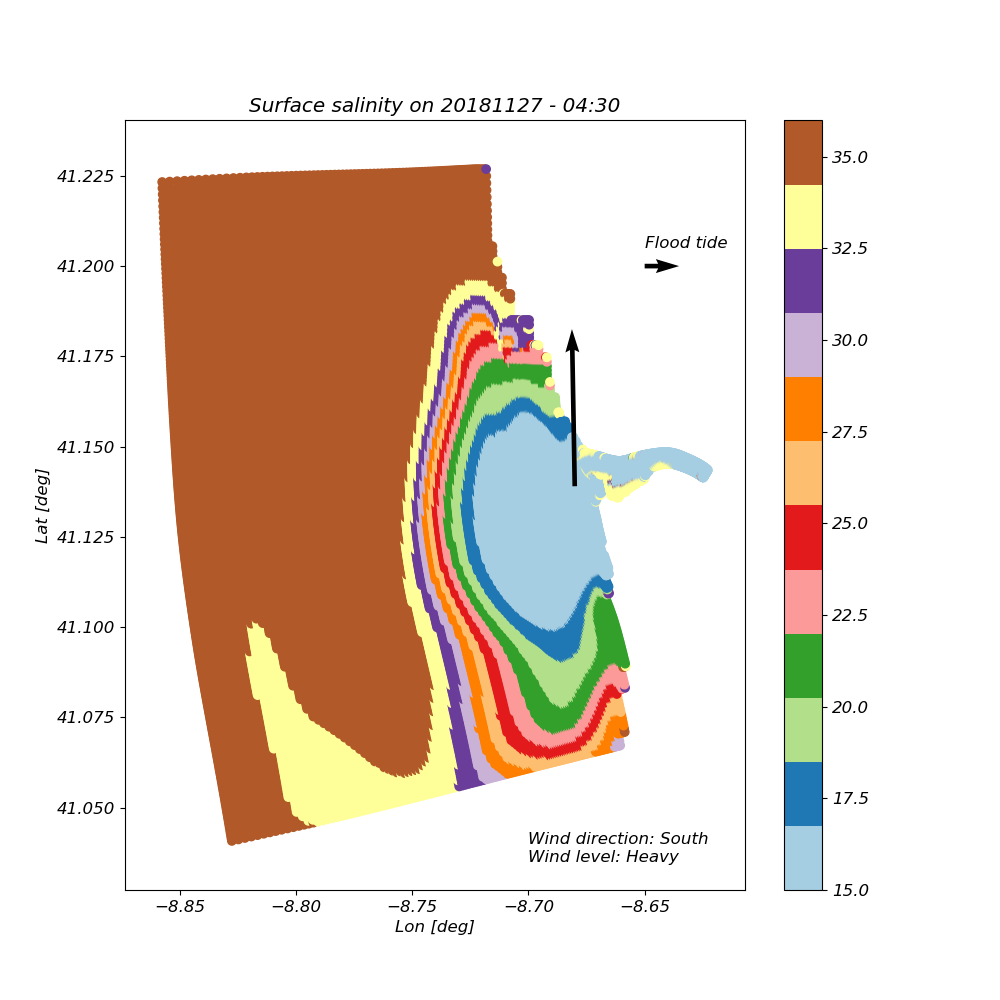 Surface salinity on 20181127 - 04:30
41.225
41.200
41.175
41.150
41.125
41.100
41.075
41.050
Lat [deg]
−8.85 −8.80 −8.75 −8.70 −8.65
Lon [deg]
Flood tide
Wind direction: South
Wind level: Heavy
35.0
32.5
30.0
27.5
25.0
22.5
20.0
17.5
15.0